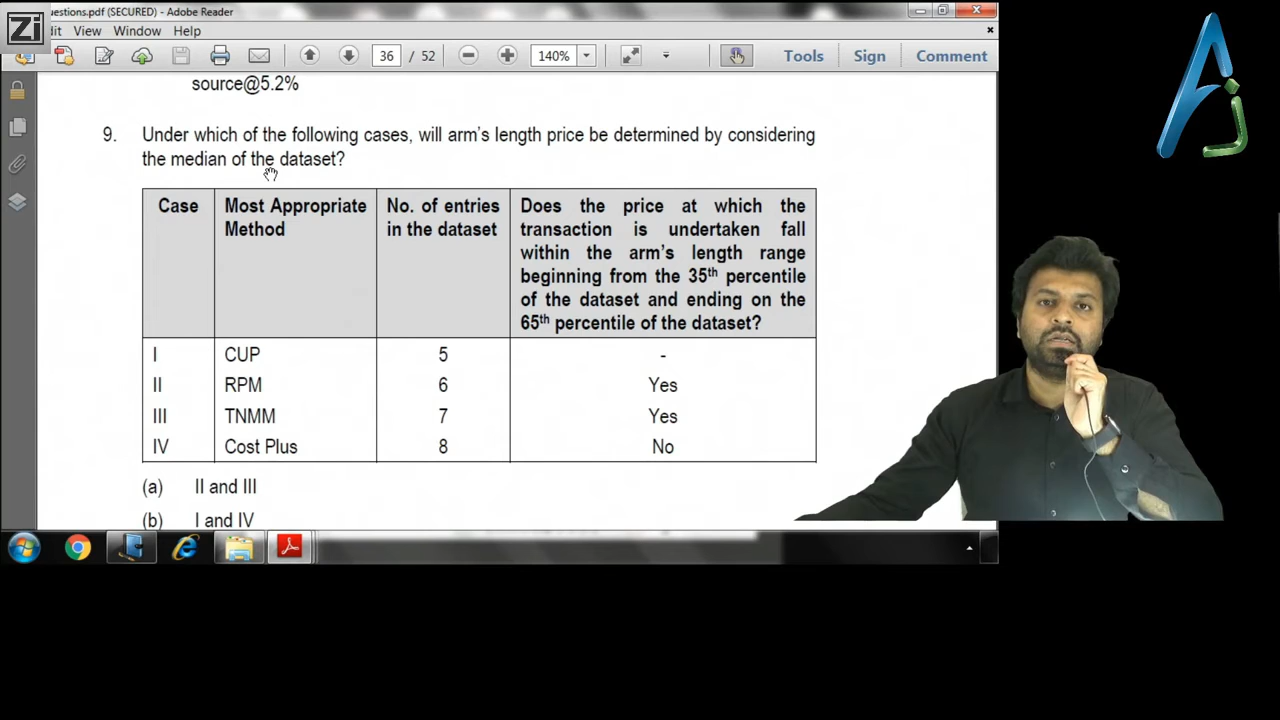 Zi
estions.pdf (SECURED) - Adobe Reader
dit View Window Help
36 / 52 140% Tools Sign Comment
source@5.2%
9. Under which of the following cases, will arm's length price be determined by considering
the median of the dataset?
Case
Most Appropriate
Method
No. of entries
in the dataset
Does the price at which the
transaction is undertaken fall
within the arm's length range
beginning from the 35th percentile
of the dataset and ending on the
65th percentile of the dataset?
I CUP 5 -
II RPM 6 Yes
III TNMM 7 Yes
IV Cost Plus 8 No
(a) II and III
(b) I and IV